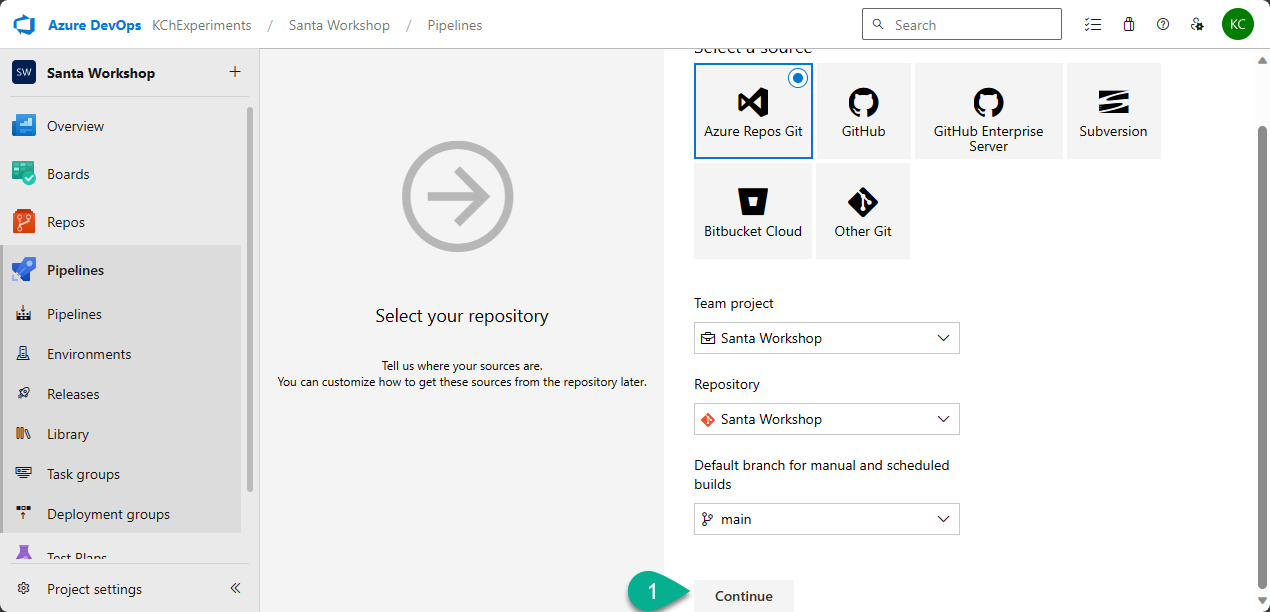 Azure DevOps KChExperiments / Santa Workshop / Pipelines
Search
KC
SW Santa Workshop +
Overview
Boards
Repos
Pipelines
Pipelines
Environments
Releases
Library
Task groups
Deployment groups
Test Plans
Project settings
Select your repository
Tell us where your sources are.
You can customize how to get these sources from the repository later.
Select a source
Azure Repos Git
GitHub
GitHub Enterprise
Server
Subversion
Bitbucket Cloud
Other Git
Team project
Santa Workshop
Repository
Santa Workshop
Default branch for manual and scheduled
builds
main
1
Continue